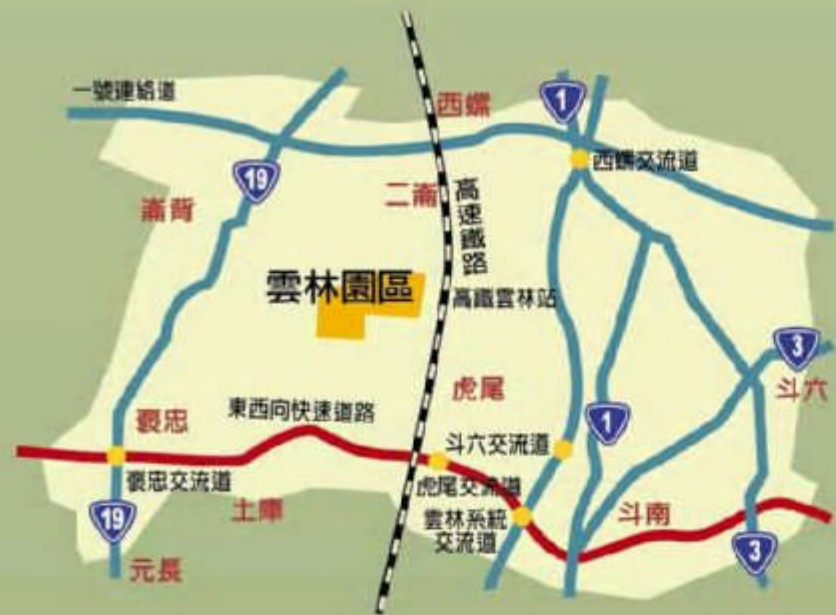 一號連絡道
西螺
1
西螺交流道
19
崙背
二崙
高速鐵路
雲林園區
高鐵雲林站
3
虎尾
斗六
東西向快速道路
1
褒忠
斗六交流道
褒忠交流道
虎尾交流道
19
土庫
雲林系統
交流道
斗南
元長
3